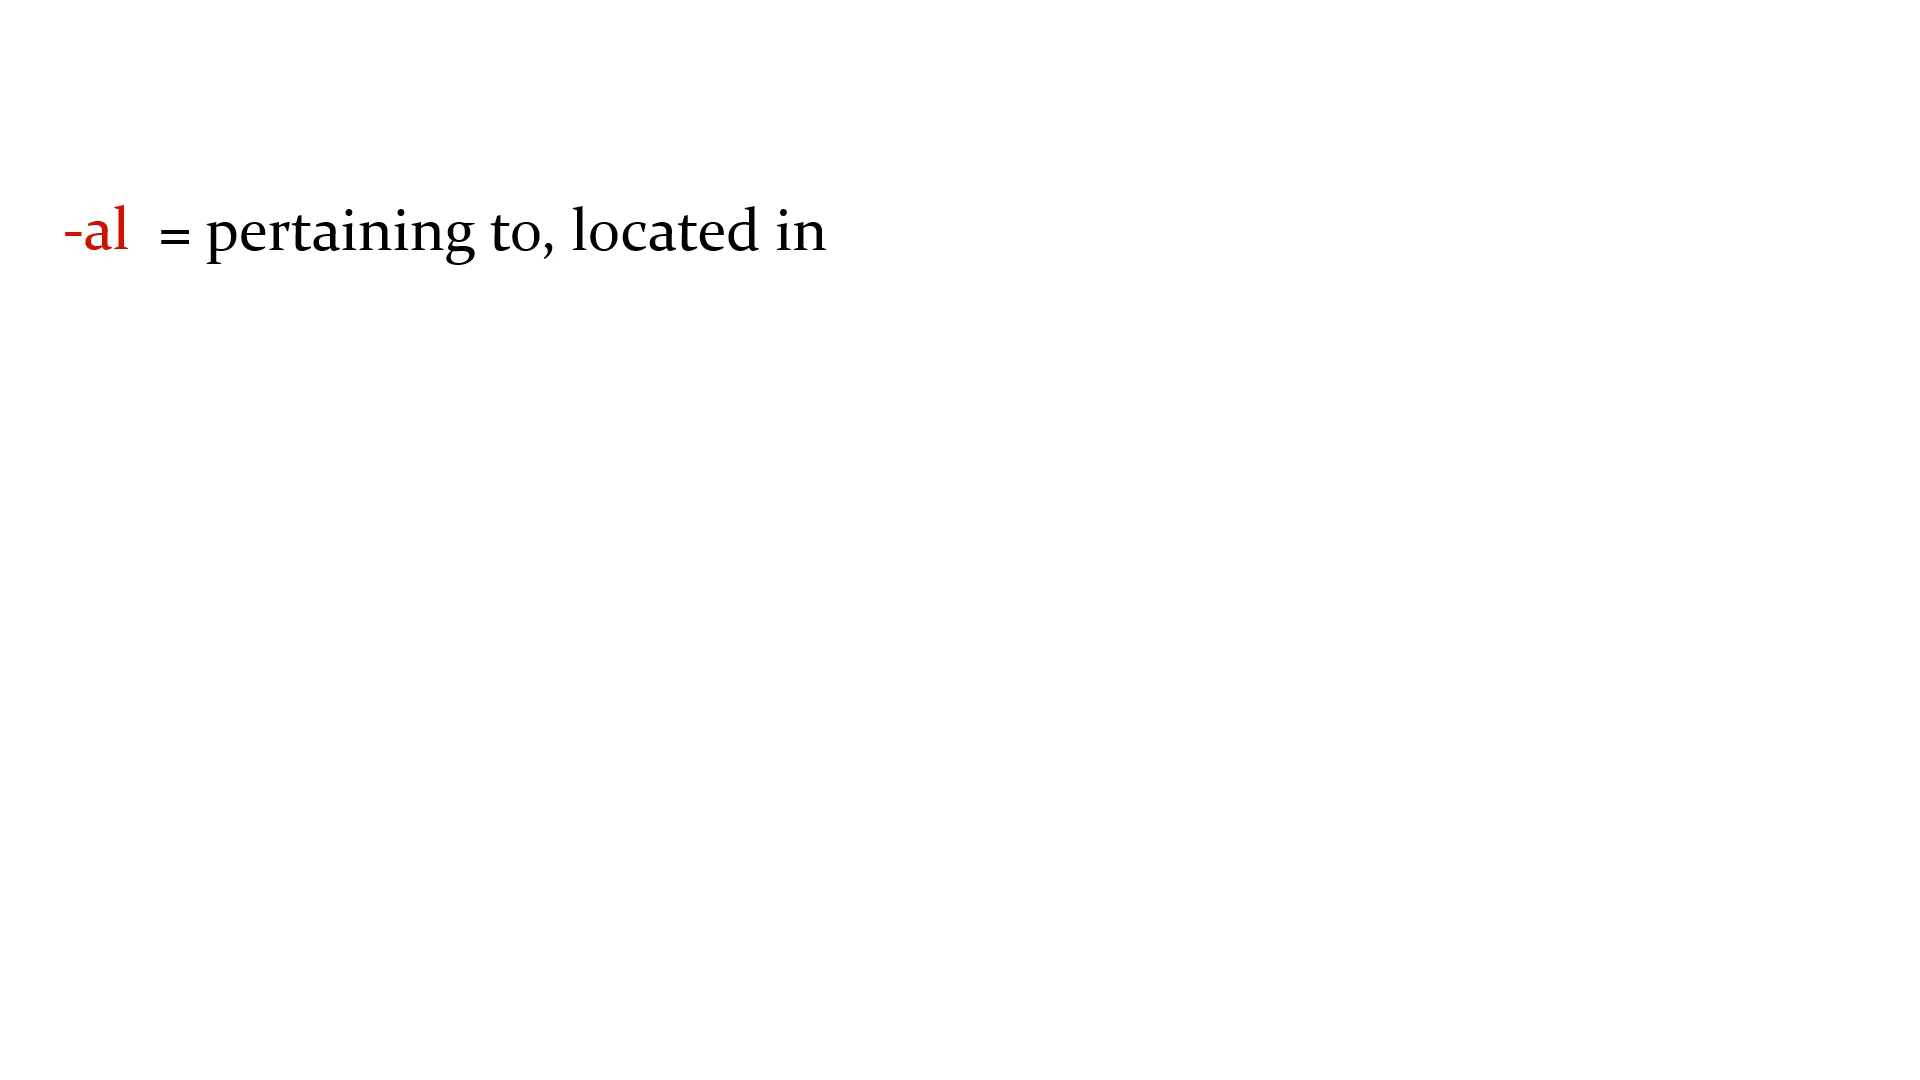 -al = pertaining to, located in